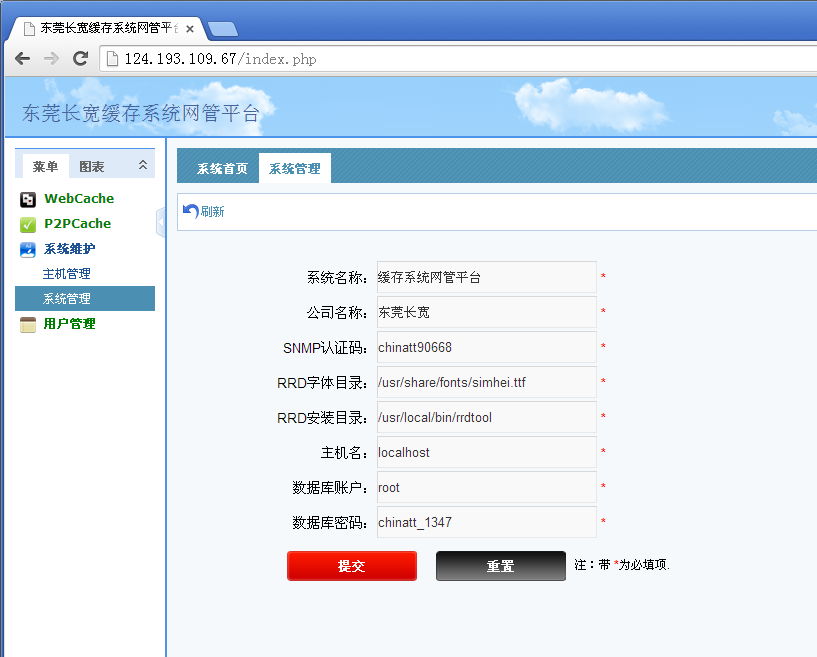 东莞长宽缓存系统网管平
124.193.109.67/index.php
东莞长宽缓存系统网管平台
菜单 图表
系统首页 系统管理
WebCache
P2PCache
系统维护
主机管理
系统管理
用户管理
刷新
系统名称: 缓存系统网管平台 *
公司名称: 东莞长宽 *
SNMP认证码: chinatt90668 *
RRD字体目录: /usr/share/fonts/simhei.ttf *
RRD安装目录: /usr/local/bin/rrdtool *
主机名: localhost *
数据库账户: root *
数据库密码: chinatt_1347 *
提交 重置 注：带 *为必填项.